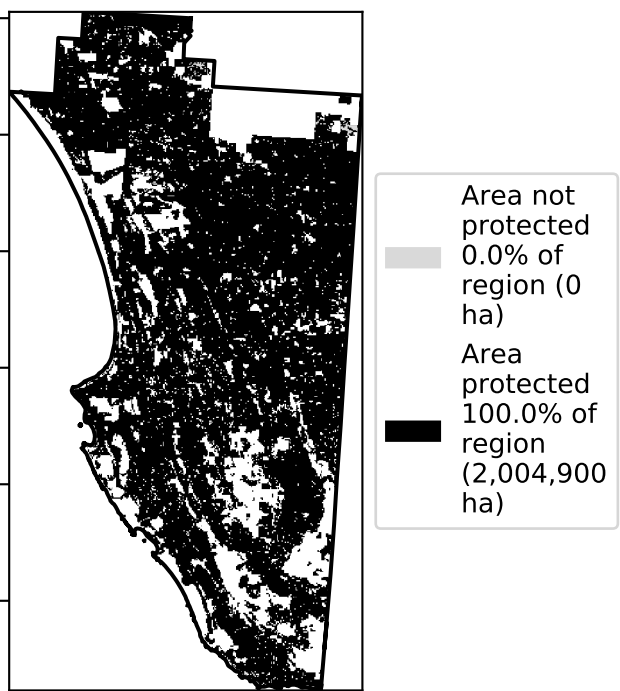 Area not
protected
0.0% of
region (0
ha)
Area
protected
100.0% of
region
(2,004,900
ha)